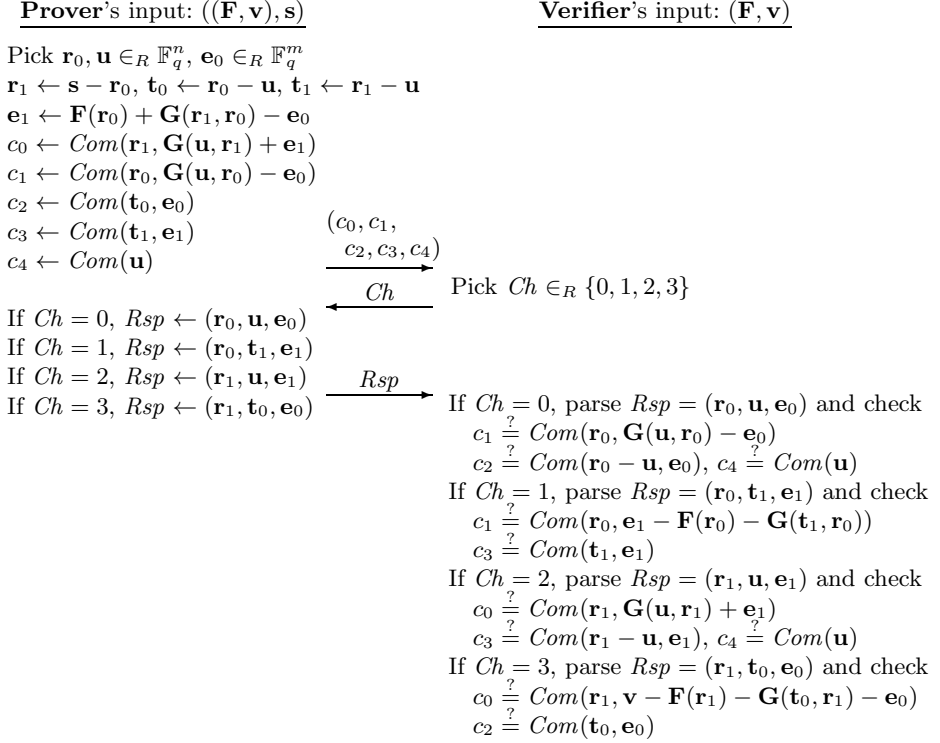 Prover's input: ((F, v), s)
Pick r₀, u ∈_R 𝔽_q^n, e₀ ∈_R 𝔽_q^m
r₁ ← s − r₀, t₀ ← r₀ − u, t₁ ← r₁ − u
e₁ ← F(r₀) + G(r₁, r₀) − e₀
c₀ ← Com(r₁, G(u, r₁) + e₁)
c₁ ← Com(r₀, G(u, r₀) − e₀)
c₂ ← Com(t₀, e₀)
c₃ ← Com(t₁, e₁)
c₄ ← Com(u)
(c₀, c₁,
c₂, c₃, c₄)
Verifier's input: (F, v)
Pick Ch ∈_R {0, 1, 2, 3}
Ch
If Ch = 0, Rsp ← (r₀, u, e₀)
If Ch = 1, Rsp ← (r₀, t₁, e₁)
If Ch = 2, Rsp ← (r₁, u, e₁)
If Ch = 3, Rsp ← (r₁, t₀, e₀)
Rsp
If Ch = 0, parse Rsp = (r₀, u, e₀) and check
c₁ ≟ Com(r₀, G(u, r₀) − e₀)
c₂ ≟ Com(r₀ − u, e₀), c₄ ≟ Com(u)
If Ch = 1, parse Rsp = (r₀, t₁, e₁) and check
c₁ ≟ Com(r₀, e₁ − F(r₀) − G(t₁, r₀))
c₃ ≟ Com(t₁, e₁)
If Ch = 2, parse Rsp = (r₁, u, e₁) and check
c₀ ≟ Com(r₁, G(u, r₁) + e₁)
c₃ ≟ Com(r₁ − u, e₁), c₄ ≟ Com(u)
If Ch = 3, parse Rsp = (r₁, t₀, e₀) and check
c₀ ≟ Com(r₁, v − F(r₁) − G(t₀, r₁) − e₀)
c₂ ≟ Com(t₀, e₀)